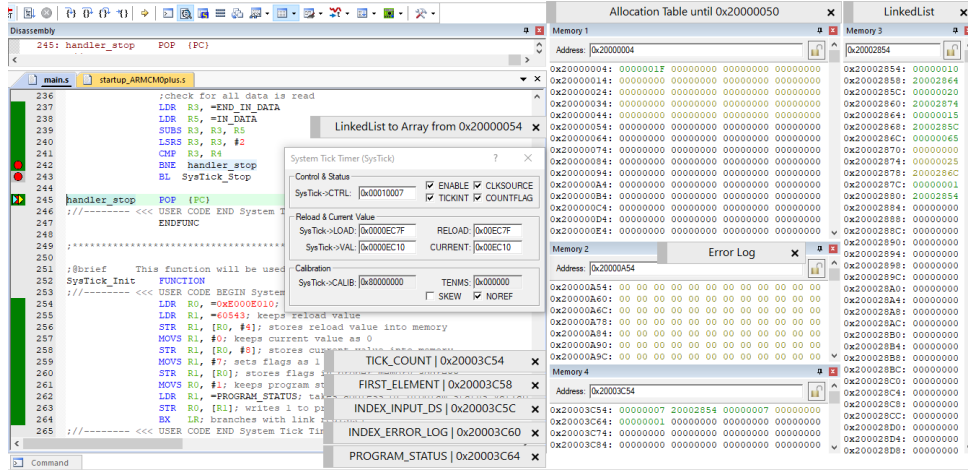 Disassembly
245: handler_stop POP {PC}
main.s startup_ARMCM0plus.s
236 ;check for all data is read
237 LDR R3, =END_IN_DATA
238 LDR R5, =IN_DATA
239 SUBS R3, R3, R5
240 LSRS R3, R3, #2
241 CMP R3, R4
242 BNE handler_stop
243 BL SysTick_Stop
244
245 handler_stop POP {PC}
246 ;//-------- <<< USER CODE END System T
247 ENDFUNC
248
249 ;*******************************************
250
251 ;@brief This function will be used
252 SysTick_Init FUNCTION
253 ;//-------- <<< USER CODE BEGIN System
254 LDR R0, =0xE000E010;
255 LDR R1, =60543; keeps reload value
256 STR R1, [R0, #4]; stores reload value into memory
257 MOVS R1, #0; keeps current value as 0
258 STR R1, [R0, #8]; stores current value into memory
259 MOVS R1, #7; sets flags as 1
260 STR R1, [R0]; stores flags
261 MOVS R0, #1; keeps program st
262 LDR R1, =PROGRAM_STATUS;
263 STR R0, [R1]; writes 1 to pr
264 BX LR; branches with link
265 ;//-------- <<< USER CODE END System Tick Tim
Command
LinkedList to Array from 0x20000054
System Tick Timer (SysTick)
Control & Status
SysTick->CTRL: 0x00010007
ENABLE CLKSOURCE
TICKINT COUNTFLAG
Reload & Current Value
SysTick->LOAD: 0x0000EC7F RELOAD: 0x00EC7F
SysTick->VAL: 0x0000EC10 CURRENT: 0x00EC10
Calibration
SysTick->CALIB: 0x80000000 TENMS: 0x000000
SKEW NOREF
TICK_COUNT | 0x20003C54
FIRST_ELEMENT | 0x20003C58
INDEX_INPUT_DS | 0x20003C5C
INDEX_ERROR_LOG | 0x20003C60
PROGRAM_STATUS | 0x20003C64
Allocation Table until 0x20000050
Memory 1
Address: 0x20000004
0x20000004: 0000001F 00000000 00000000 00000000
0x20000014: 00000000 00000000 00000000 00000000
0x20000024: 00000000 00000000 00000000 00000000
0x20000034: 00000000 00000000 00000000 00000000
0x20000044: 00000000 00000000 00000000 00000000
0x20000054: 00000000 00000000 00000000 00000000
0x20000064: 00000000 00000000 00000000 00000000
0x20000074: 00000000 00000000 00000000 00000000
0x20000084: 00000000 00000000 00000000 00000000
0x20000094: 00000000 00000000 00000000 00000000
0x200000A4: 00000000 00000000 00000000 00000000
0x200000B4: 00000000 00000000 00000000 00000000
0x200000C4: 00000000 00000000 00000000 00000000
0x200000D4: 00000000 00000000 00000000 00000000
0x200000E4: 00000000 00000000 00000000 00000000
Memory 2
Error Log
Address: 0x20000A54
0x20000A54: 00 00 00 00 00 00 00 00 00 00 00 00
0x20000A60: 00 00 00 00 00 00 00 00 00 00 00 00
0x20000A6C: 00 00 00 00 00 00 00 00 00 00 00 00
0x20000A78: 00 00 00 00 00 00 00 00 00 00 00 00
0x20000A84: 00 00 00 00 00 00 00 00 00 00 00 00
0x20000A90: 00 00 00 00 00 00 00 00 00 00 00 00
0x20000A9C: 00 00 00 00 00 00 00 00 00 00 00 00
Memory 4
Address: 0x20003C54
0x20003C54: 00000007 20002854 00000007 00000000
0x20003C64: 00000001 00000000 00000000 00000000
0x20003C74: 00000000 00000000 00000000 00000000
0x20003C84: 00000000 00000000 00000000 00000000
LinkedList
Memory 3
0x20002854
0x20002854: 00000010
0x20002858: 20002864
0x2000285C: 00000020
0x20002860: 20002874
0x20002864: 00000015
0x20002868: 2000285C
0x2000286C: 00000065
0x20002870: 00000000
0x20002874: 00000025
0x20002878: 2000286C
0x2000287C: 00000001
0x20002880: 20002854
0x20002884: 00000000
0x20002888: 00000000
0x2000288C: 00000000
0x20002890: 00000000
0x20002894: 00000000
0x20002898: 00000000
0x2000289C: 00000000
0x200028A0: 00000000
0x200028A4: 00000000
0x200028A8: 00000000
0x200028AC: 00000000
0x200028B0: 00000000
0x200028B4: 00000000
0x200028B8: 00000000
0x200028BC: 00000000
0x200028C0: 00000000
0x200028C4: 00000000
0x200028C8: 00000000
0x200028CC: 00000000
0x200028D0: 00000000
0x200028D4: 00000000
0x200028D8: 00000000